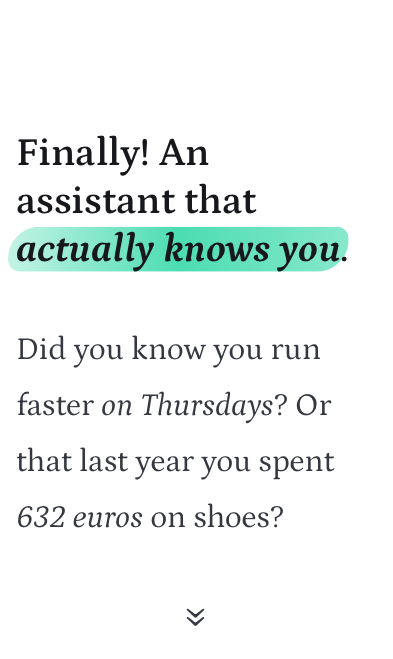 Finally! An
assistant that
actually knows you.
Did you know you run
faster on Thursdays? Or
that last year you spent
632 euros on shoes?